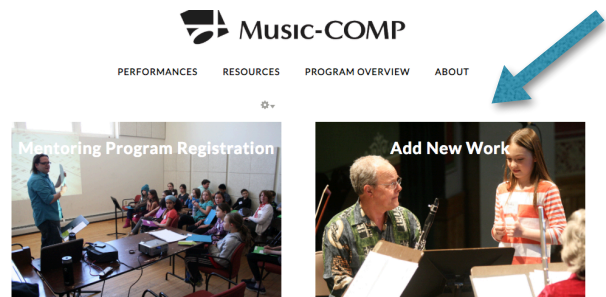 Music-COMP
PERFORMANCES RESOURCES PROGRAM OVERVIEW ABOUT
Mentoring Program Registration
Add New Work